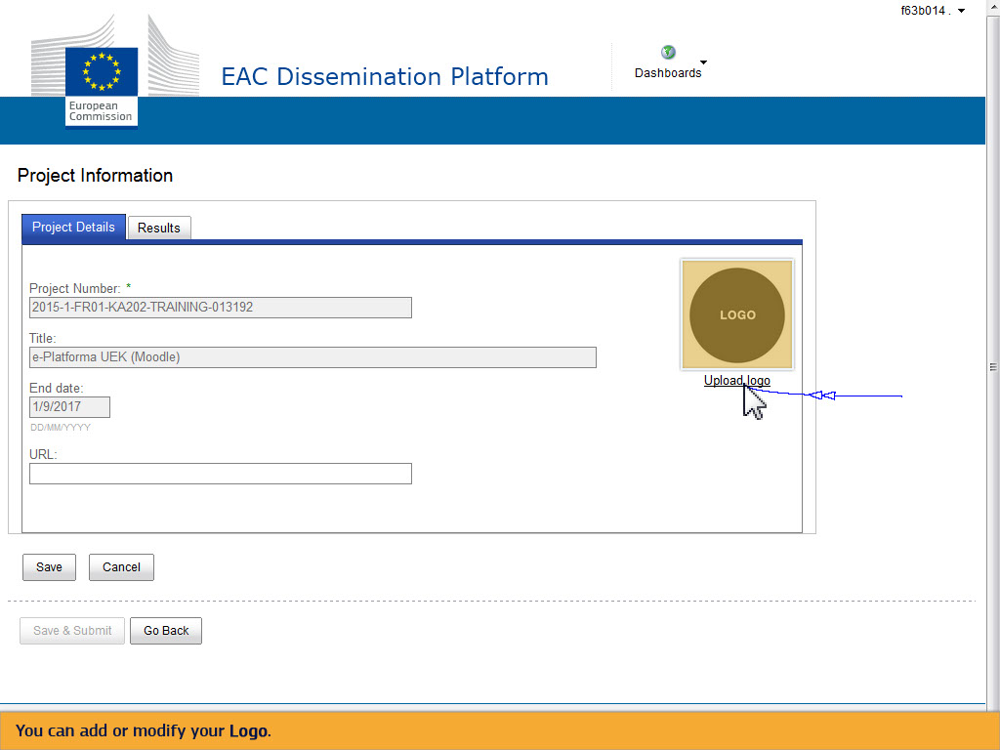 f63b014 .
EAC Dissemination Platform
Dashboards
European
Commission
Project Information
Project Details
Results
Project Number: *
2015-1-FR01-KA202-TRAINING-013192
LOGO
Title:
e-Platforma UEK (Moodle)
Upload logo
End date:
1/9/2017
DD/MM/YYYY
URL:
Save
Cancel
Save & Submit
Go Back
You can add or modify your Logo.